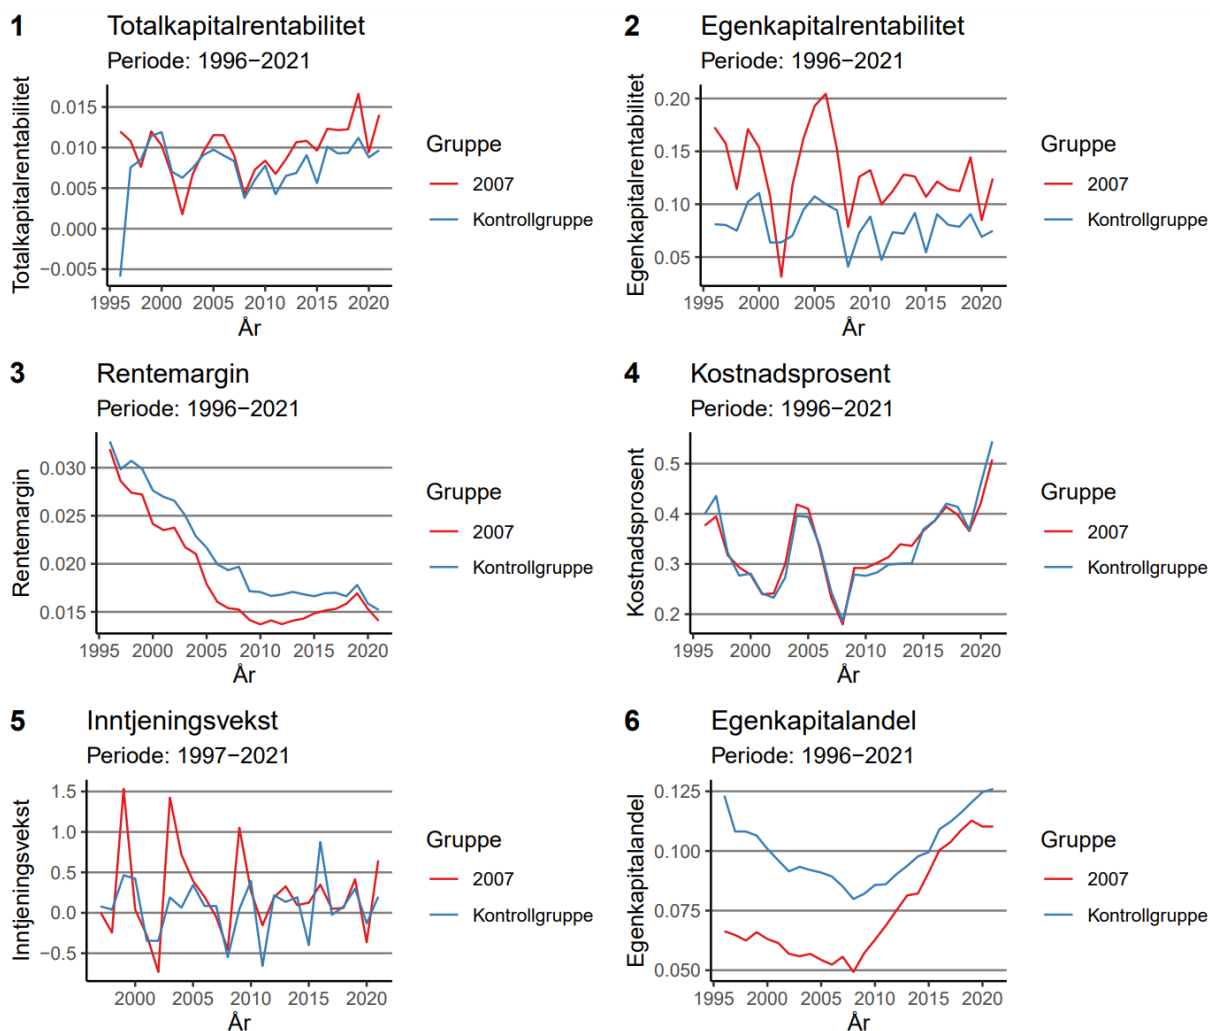 1 Totalkapitalrentabilitet
Periode: 1996−2021
Totalkapitalrentabilitet
0.015
0.010
0.005
0.000
−0.005
1995 2000 2005 2010 2015 2020
År
Gruppe
2007
Kontrollgruppe
2 Egenkapitalrentabilitet
Periode: 1996−2021
Egenkapitalrentabilitet
0.20
0.15
0.10
0.05
1995 2000 2005 2010 2015 2020
År
Gruppe
2007
Kontrollgruppe
3 Rentemargin
Periode: 1996−2021
Rentemargin
0.030
0.025
0.020
0.015
1995 2000 2005 2010 2015 2020
År
Gruppe
2007
Kontrollgruppe
4 Kostnadsprosent
Periode: 1996−2021
Kostnadsprosent
0.5
0.4
0.3
0.2
1995 2000 2005 2010 2015 2020
År
Gruppe
2007
Kontrollgruppe
5 Inntjeningsvekst
Periode: 1997−2021
Inntjeningsvekst
1.5
1.0
0.5
0.0
−0.5
2000 2005 2010 2015 2020
År
Gruppe
2007
Kontrollgruppe
6 Egenkapitalandel
Periode: 1996−2021
Egenkapitalandel
0.125
0.100
0.075
0.050
1995 2000 2005 2010 2015 2020
År
Gruppe
2007
Kontrollgruppe